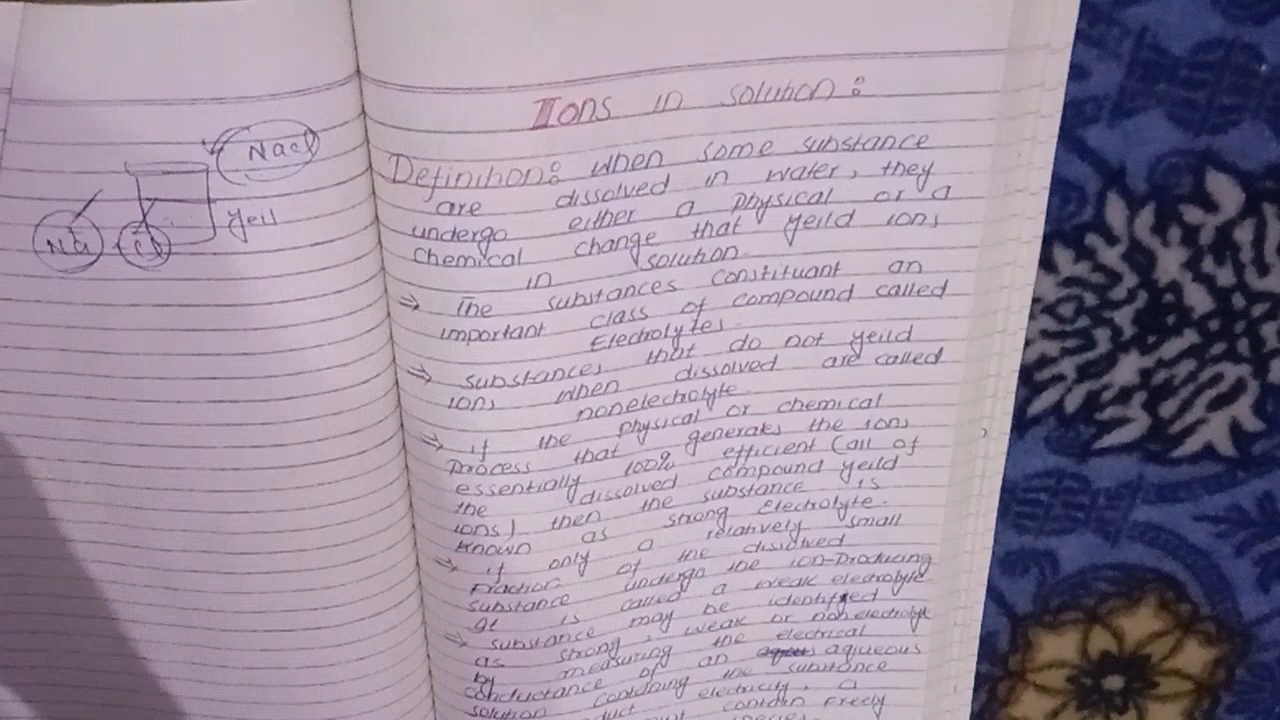 Nacl
yeil
Na Cl
Ions in solution:
Definition: when some substance
are dissolved in water, they
undergo either a physical or a
chemical change that yeild ions
in solution.
⇒ The substances constituant an
important class of compound called
Electrolytes.
⇒ substances that do not yeild
ions when dissolved are called
nonelectrolyte.
⇒ if the physical or chemical
process that generates the ions
essentially 100% efficient (all of
the dissolved compound yeild
ions) then the substance is
known as strong Electrolyte.
⇒ if only a relatively small
fraction of the dissolved
substance undergo the ion-Producing
is called a weak electrolyte.
⇒ substance may be identified
as strong, weak or nonelectrolyte
by measuring the electrical
conductance of an aqueous
solution containing the substance
electricity, a
contain freely